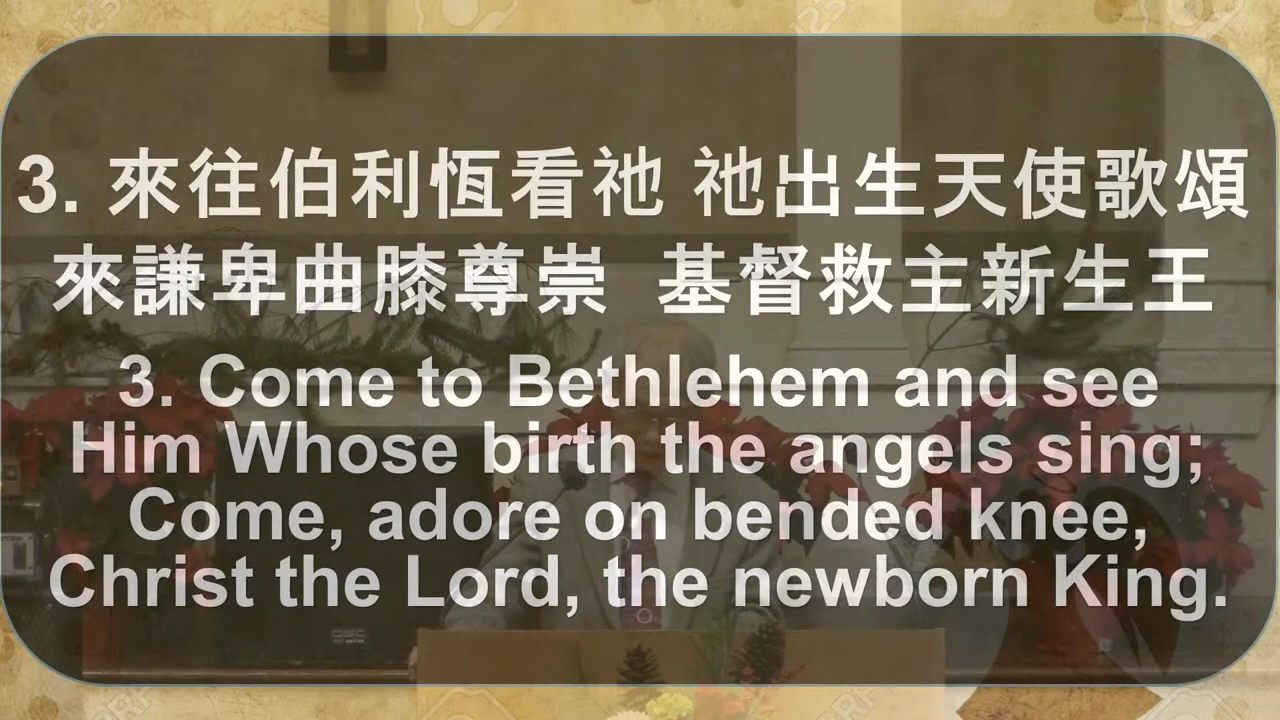 3. 來往伯利恆看祂 祂出生天使歌頌
來謙卑曲膝尊崇 基督救主新生王
3. Come to Bethlehem and see
Him Whose birth the angels sing;
Come, adore on bended knee,
Christ the Lord, the newborn King.